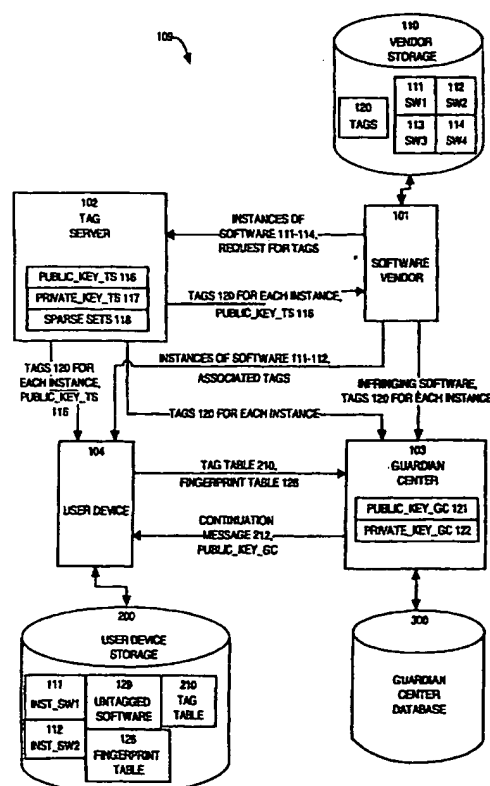 109
110
VENDOR
STORAGE
120
TAGS
111
SW1
112
SW2
113
SW3
114
SW4
102
TAG
SERVER
PUBLIC_KEY_TS 116
PRIVATE_KEY_TS 117
SPARSE SETS 118
INSTANCES OF
SOFTWARE 111-114,
REQUEST FOR TAGS
101
SOFTWARE
VENDOR
TAGS 120 FOR EACH INSTANCE,
PUBLIC_KEY_TS 116
TAGS 120 FOR
EACH INSTANCE,
PUBLIC_KEY_TS
116
INSTANCES OF SOFTWARE 111-112,
ASSOCIATED TAGS
INFRINGING SOFTWARE,
TAGS 120 FOR EACH INSTANCE
TAGS 120 FOR EACH INSTANCE
104
USER DEVICE
TAG TABLE 210,
FINGERPRINT TABLE 126
103
GUARDIAN
CENTER
PUBLIC_KEY_GC 121
PRIVATE_KEY_GC 122
CONTINUATION
MESSAGE 212,
PUBLIC_KEY_GC
200
USER DEVICE
STORAGE
111
INST_SW1
129
UNTAGGED
SOFTWARE
210
TAG
TABLE
112
INST_SW2
126
FINGERPRINT
TABLE
300
GUARDIAN
CENTER
DATABASE